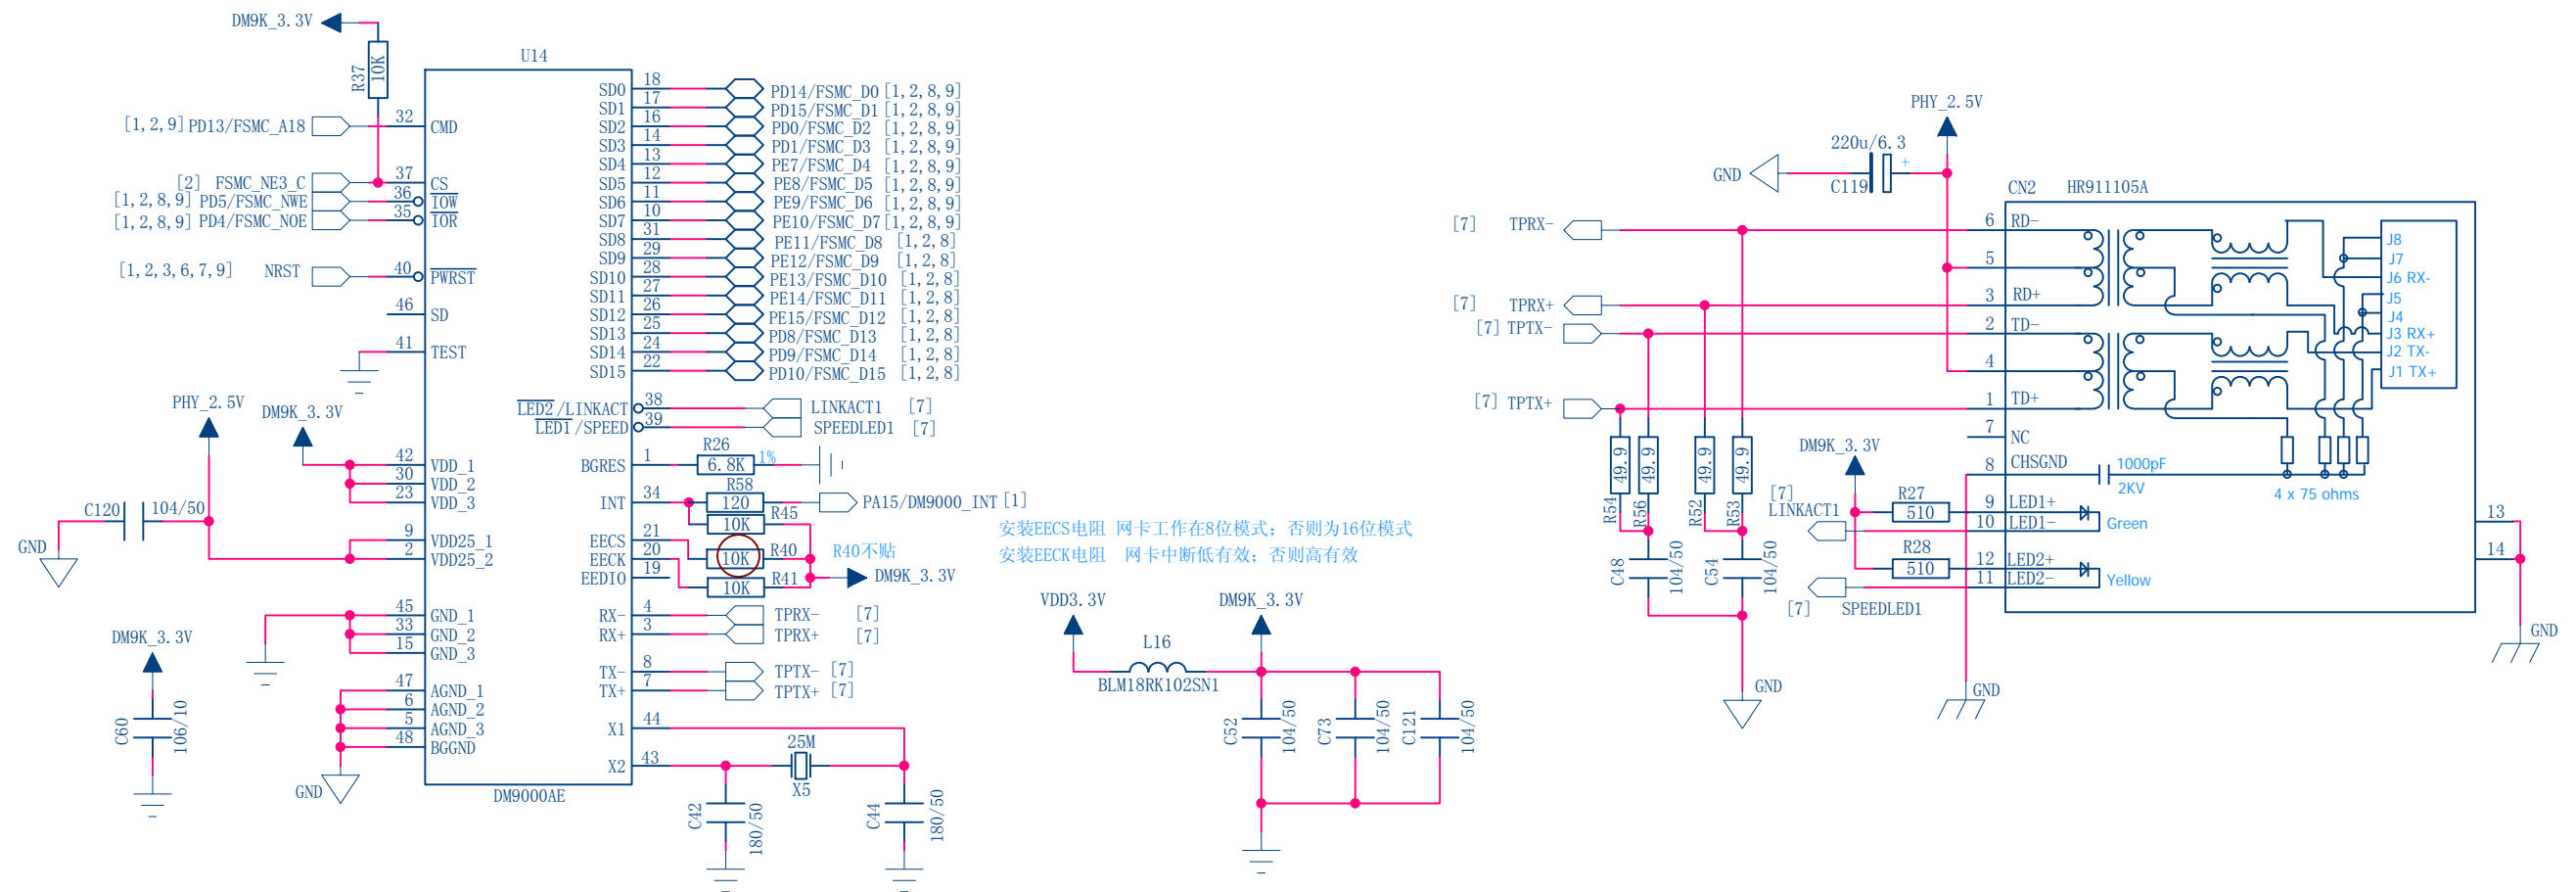 DM9K_3.3V
R37
10K
U14
[1,2,9] PD13/FSMC_A18
32
CMD
[2] FSMC_NE3_C
37
CS
[1,2,8,9] PD5/FSMC_NWE
36
IOW
[1,2,8,9] PD4/FSMC_NOE
35
IOR
[1,2,3,6,7,9] NRST
40
PWRST
46
SD
41
TEST
PHY_2.5V
DM9K_3.3V
42
VDD_1
30
VDD_2
23
VDD_3
C120
104/50
GND
9
VDD25_1
2
VDD25_2
45
GND_1
33
GND_2
15
GND_3
DM9K_3.3V
C60
106/10
47
AGND_1
6
AGND_2
5
AGND_3
48
BGGND
GND
DM9000AE
SD0 18 PD14/FSMC_D0 [1,2,8,9]
SD1 17 PD15/FSMC_D1 [1,2,8,9]
SD2 16 PD0/FSMC_D2 [1,2,8,9]
SD3 14 PD1/FSMC_D3 [1,2,8,9]
SD4 13 PE7/FSMC_D4 [1,2,8,9]
SD5 12 PE8/FSMC_D5 [1,2,8,9]
SD6 11 PE9/FSMC_D6 [1,2,8,9]
SD7 10 PE10/FSMC_D7 [1,2,8,9]
SD8 31 PE11/FSMC_D8 [1,2,8]
SD9 29 PE12/FSMC_D9 [1,2,8]
SD10 28 PE13/FSMC_D10 [1,2,8]
SD11 27 PE14/FSMC_D11 [1,2,8]
SD12 26 PE15/FSMC_D12 [1,2,8]
SD13 25 PD8/FSMC_D13 [1,2,8]
SD14 24 PD9/FSMC_D14 [1,2,8]
SD15 22 PD10/FSMC_D15 [1,2,8]
LED2/LINKACT 38 LINKACT1 [7]
LED1/SPEED 39 SPEEDLED1 [7]
R26
BGRES 1 6.8K 1%
R58
INT 34 120 PA15/DM9000_INT [1]
10K R45
EECS 21
EECK 20 10K R40 R40不贴
EEDIO 19
10K R41 DM9K_3.3V
安装EECS电阻 网卡工作在8位模式；否则为16位模式
安装EECK电阻 网卡中断低有效；否则高有效
RX- 4 TPRX- [7]
RX+ 3 TPRX+ [7]
TX- 8 TPTX- [7]
TX+ 7 TPTX+ [7]
X1 44
X2 43
25M
X5
C42
180/50
C44
180/50
VDD3.3V
DM9K_3.3V
L16
BLM18RK102SN1
C52
104/50
C73
104/50
C121
104/50
PHY_2.5V
220u/6.3
+
GND
C119
CN2 HR911105A
[7] TPRX- 6 RD-
5
[7] TPRX+ 3 RD+
[7] TPTX- 2 TD-
4
[7] TPTX+ 1 TD+
7 NC
8 CHSGND
1000pF
2KV
4 x 75 ohms
J8
J7
J6 RX-
J5
J4
J3 RX+
J2 TX-
J1 TX+
49.9
49.9
49.9
49.9
R54
R56
R52
R53
C48
104/50
C54
104/50
GND
DM9K_3.3V
[7]
LINKACT1
R27
510
9 LED1+
10 LED1-
Green
R28
510
12 LED2+
11 LED2-
Yellow
[7] SPEEDLED1
GND
13
14
GND